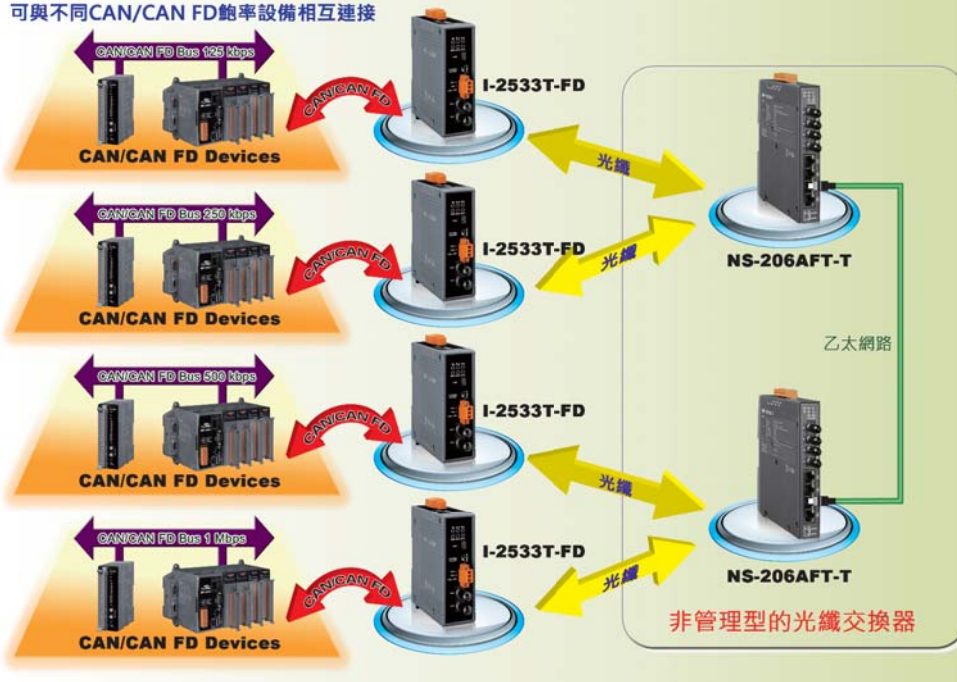 可與不同CAN/CAN FD鮑率設備相互連接
CAN/CAN FD Bus 125 kbps
CAN/CAN FD
I-2533T-FD
CAN/CAN FD Devices
光纖
NS-206AFT-T
CAN/CAN FD Bus 250 kbps
CAN/CAN FD
I-2533T-FD
CAN/CAN FD Devices
光纖
乙太網路
CAN/CAN FD Bus 500 kbps
CAN/CAN FD
I-2533T-FD
CAN/CAN FD Devices
光纖
NS-206AFT-T
CAN/CAN FD Bus 1 Mbps
CAN/CAN FD
I-2533T-FD
CAN/CAN FD Devices
光纖
非管理型的光纖交換器